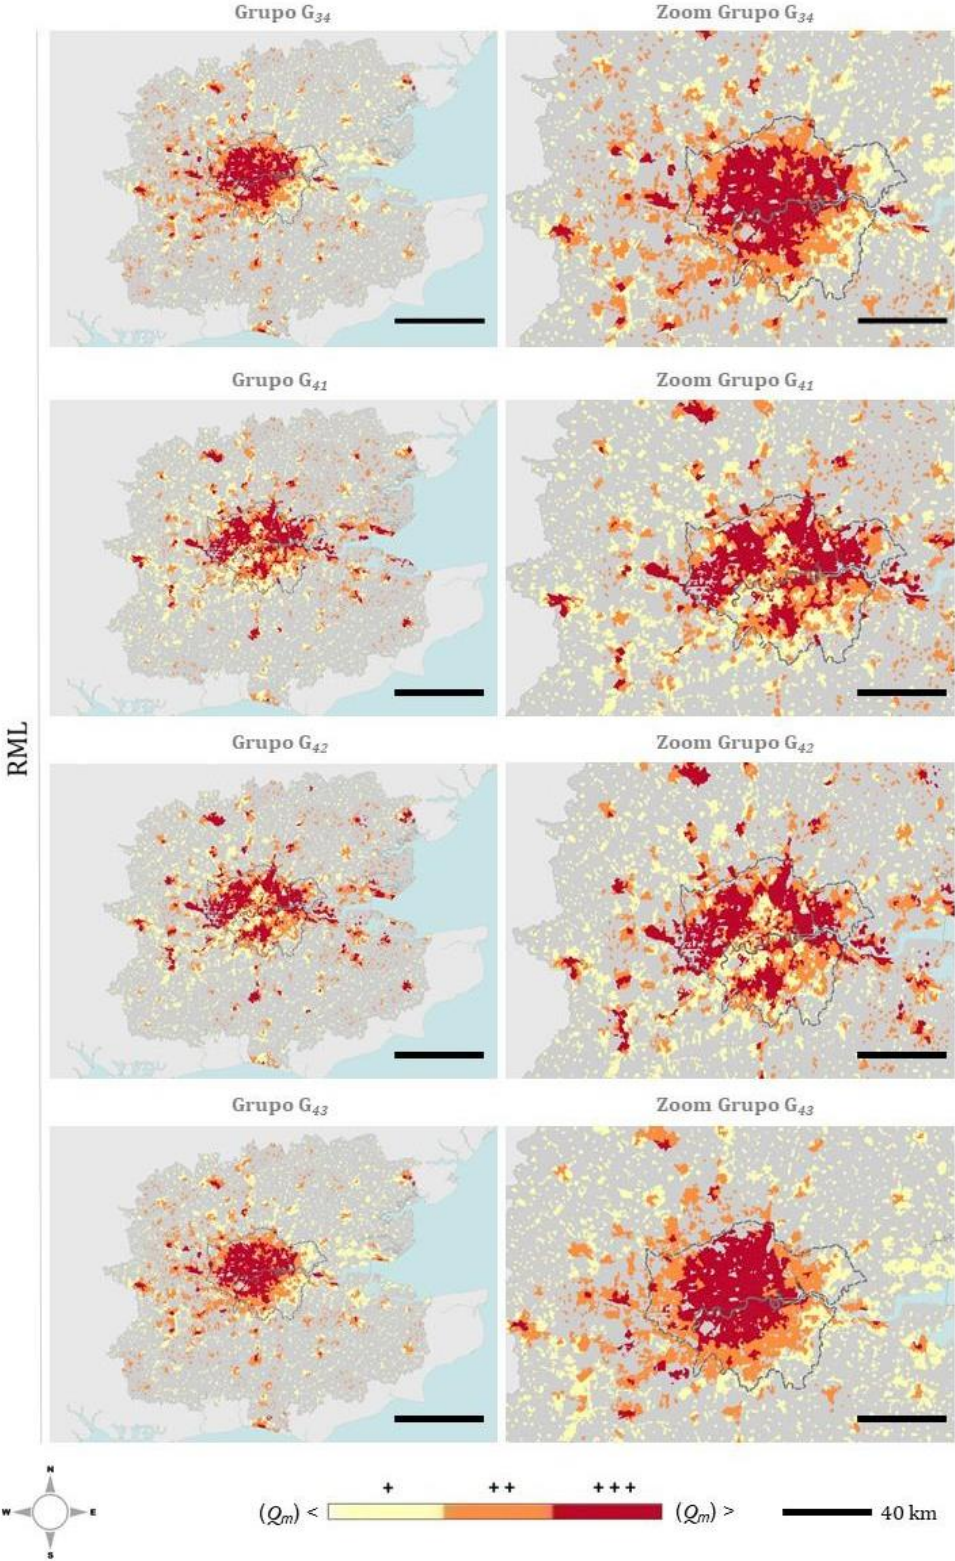 Grupo G34
Zoom Grupo G34
Grupo G41
Zoom Grupo G41
Grupo G42
Zoom Grupo G42
RML
Grupo G43
Zoom Grupo G43
N
W
E
S
+
++
+++
(Qm) <
(Qm) >
40 km